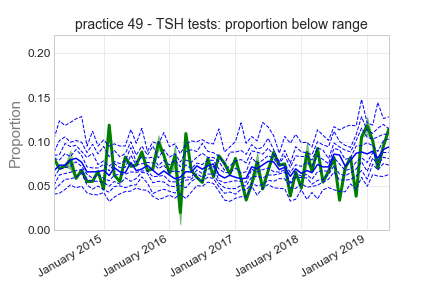 practice 49 - TSH tests: proportion below range
Proportion
0.20
0.15
0.10
0.05
0.00
January 2015
January 2016
January 2017
January 2018
January 2019